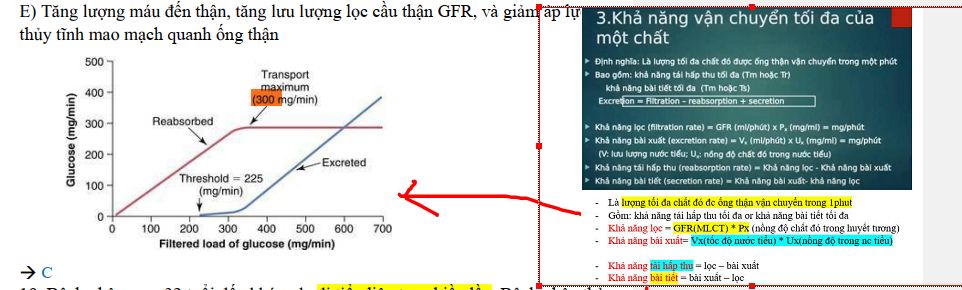 E) Tăng lượng máu đến thận, tăng lưu lượng lọc cầu thận GFR, và giảm áp lự
thủy tĩnh mao mạch quanh ống thận
500
400
300
200
100
0
Glucose (mg/min)
Transport
maximum
(300 mg/min)
Reabsorbed
Excreted
Threshold = 225
(mg/min)
0 100 200 300 400 500 600 700
Filtered load of glucose (mg/min)
→ C
3.Khả năng vận chuyển tối đa của
một chất
Định nghĩa: Là lượng tối đa chất đó được ống thận vận chuyển trong một phút
Bao gồm: khả năng tái hấp thu tối đa (Tm hoặc Tr)
khả năng bài tiết tối đa (Tm hoặc Ts)
Excretion = Filtration – reabsorption + secretion
Khả năng lọc (filtration rate) = GFR (ml/phút) x Pₓ (mg/ml) = mg/phút
Khả năng bài xuất (excretion rate) = Vₓ (ml/phút) x Uₓ (mg/ml) = mg/phút
(V: lưu lượng nước tiểu; Uₓ: nồng độ chất đó trong nước tiểu)
Khả năng tái hấp thu (reabsorption rate) = Khả năng lọc - Khả năng bài xuất
Khả năng bài tiết (secretion rate) = Khả năng bài xuất- khả năng lọc
- Là lượng tối đa chất đó đc ống thận vận chuyển trong 1phut
- Gồm: khả năng tái hấp thu tối đa or khả năng bài tiết tối đa
- Khả năng lọc = GFR(MLCT) * Px (nồng độ chất đó trong huyết tương)
- Khả năng bài xuất= Vx(tốc độ nước tiểu) * Ux(nồng độ trong nc tiểu)
- Khả năng tái hấp thu = lọc – bài xuất
- Khả năng bài tiết = bài xuất – lọc